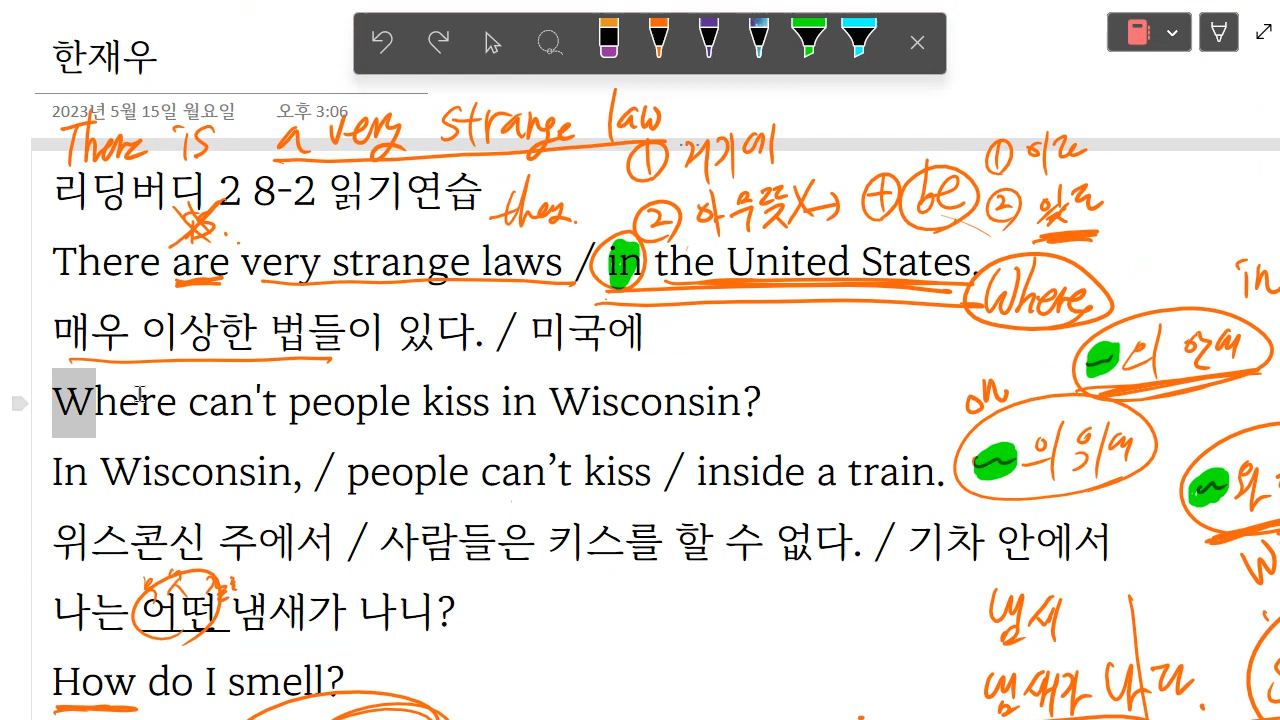 한재우
2023년 5월 15일 월요일 오후 3:06
There is a very strange law
① 거기에
① 이다
리딩버디 2 8-2 읽기연습
they.
② 아무뜻X → + be
② 있다
There are very strange laws / in the United States.
Where
in
매우 이상한 법들이 있다. / 미국에
~의 안에
Where can't people kiss in Wisconsin?
on
~의 위에
In Wisconsin, / people can’t kiss / inside a train.
~와
위스콘신 주에서 / 사람들은 키스를 할 수 없다. / 기차 안에서
나는 어떤 냄새가 나니?
냄새
How do I smell?
냄새가 나다.